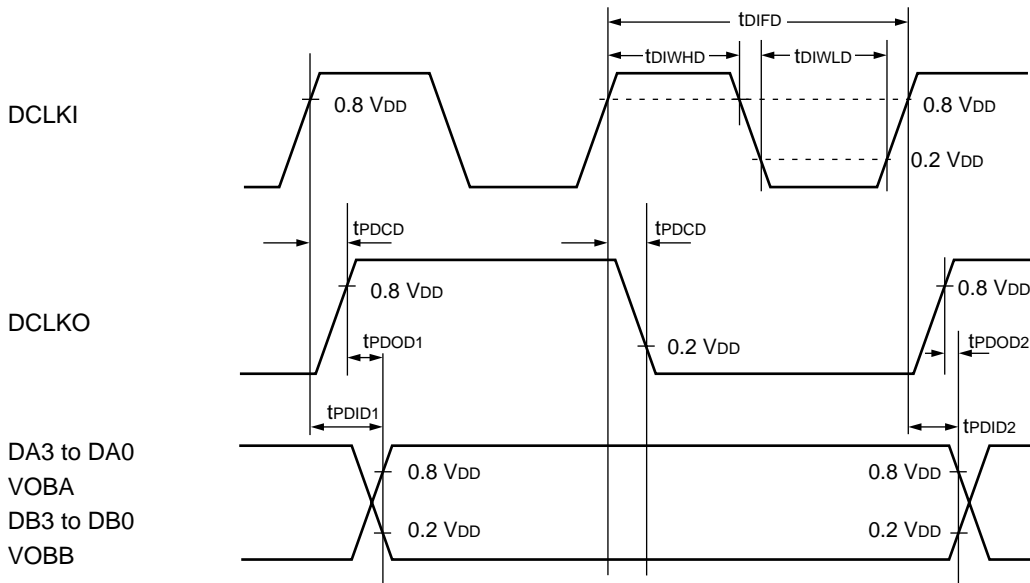 tDIFD
tDIWHD
tDIWLD
DCLKI
0.8 VDD
0.8 VDD
0.2 VDD
tPDCD
tPDCD
DCLKO
0.8 VDD
0.8 VDD
tPDOD1
0.2 VDD
tPDOD2
tPDID1
tPDID2
DA3 to DA0
VOBA
DB3 to DB0
VOBB
0.8 VDD
0.8 VDD
0.2 VDD
0.2 VDD